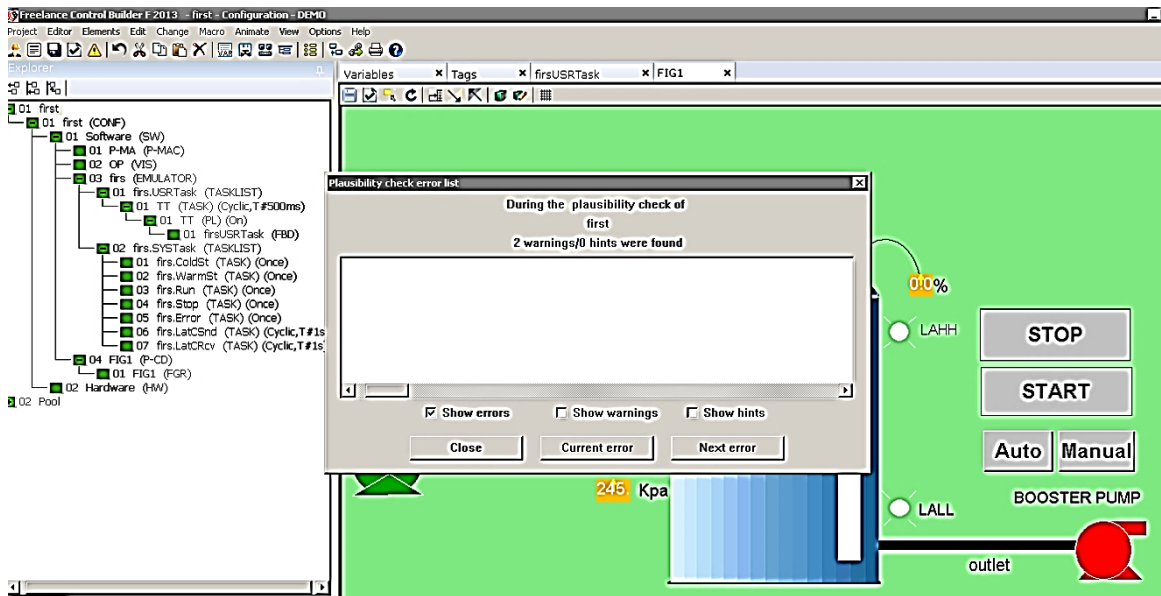 Freelance Control Builder F 2013 - first - Configuration - DEMO
Project Editor Elements Edit Change Macro Animate View Options Help
Explorer
01 first
01 first (CONF)
01 Software (SW)
01 P-MA (P-MAC)
02 OP (VIS)
03 firs (EMULATOR)
01 firs.USRTask (TASKLIST)
01 TT (TASK) (Cyclic,T#500ms)
01 TT (PL) (On)
01 firsUSRTask (FBD)
02 firs.SYSTask (TASKLIST)
01 firs.ColdSt (TASK) (Once)
02 firs.WarmSt (TASK) (Once)
03 firs.Run (TASK) (Once)
04 firs.Stop (TASK) (Once)
05 firs.Error (TASK) (Once)
06 firs.LatCSnd (TASK) (Cyclic,T#1s
07 firs.LatCRcv (TASK) (Cyclic,T#1s
04 FIG1 (P-CD)
01 FIG1 (FGR)
02 Hardware (HW)
02 Pool
Variables Tags firsUSRTask FIG1
Plausibility check error list
During the plausibility check of
first
2 warnings/0 hints were found
Show errors Show warnings Show hints
Close Current error Next error
0.0%
LAHH
STOP
START
Auto Manual
245. Kpa
LALL
BOOSTER PUMP
outlet